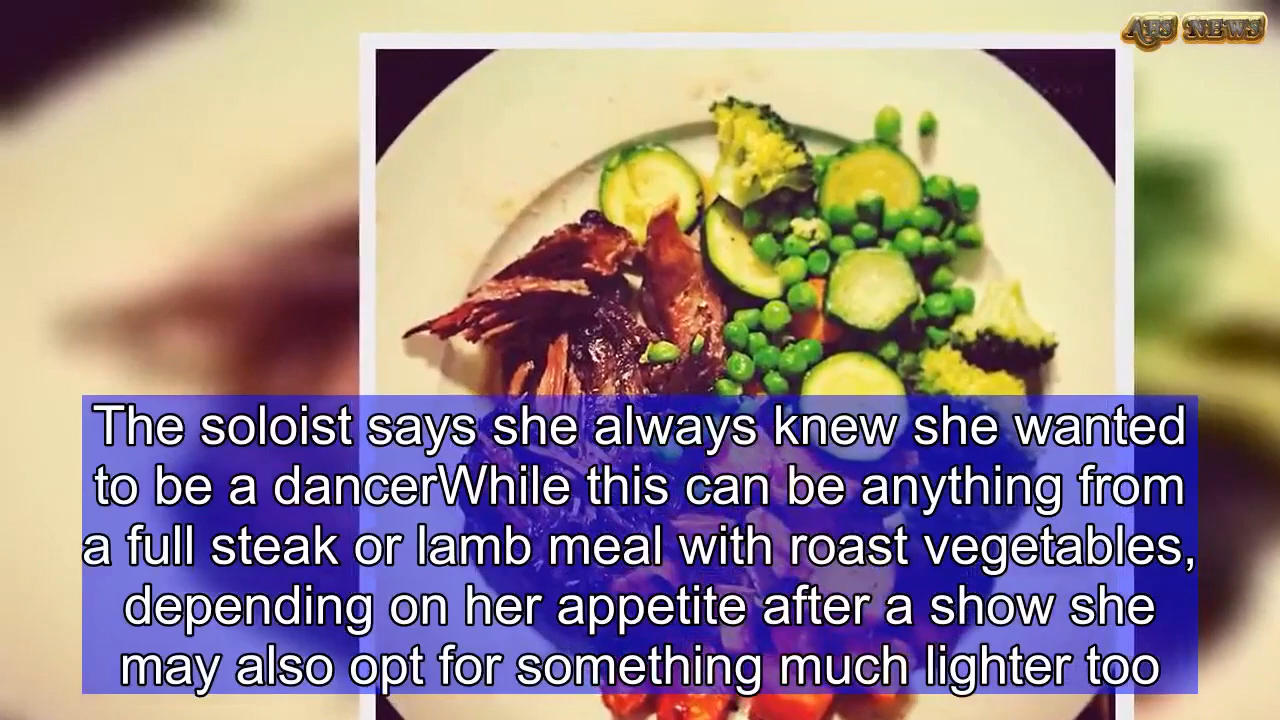 ABS NEWS
The soloist says she always knew she wanted
to be a dancerWhile this can be anything from
a full steak or lamb meal with roast vegetables,
depending on her appetite after a show she
may also opt for something much lighter too